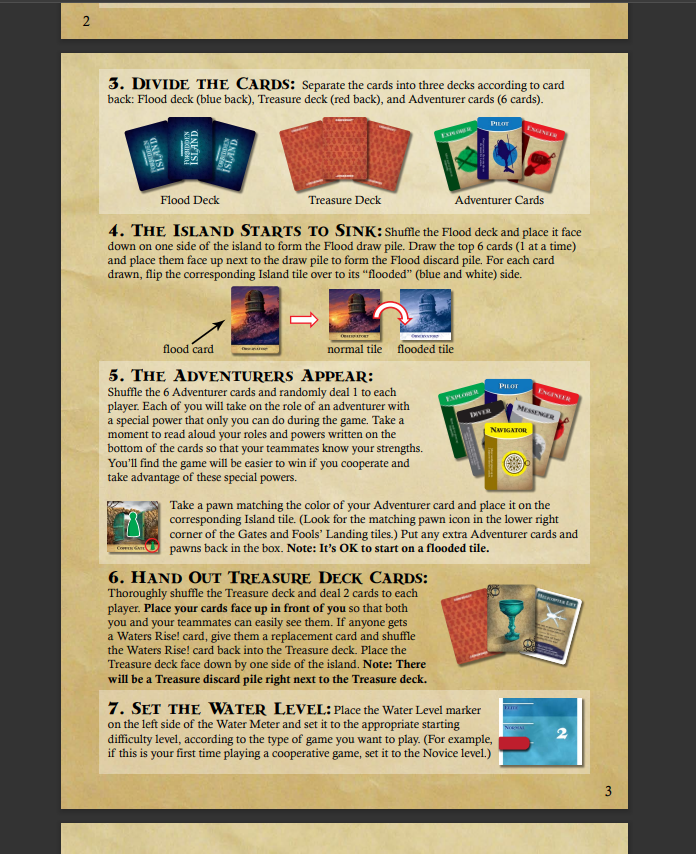 2
3. Divide the Cards: Separate the cards into three decks according to card
back: Flood deck (blue back), Treasure deck (red back), and Adventurer cards (6 cards).
Explorer
Pilot
Engineer
Flood Deck
Treasure Deck
Adventurer Cards
4. The Island Starts to Sink: Shuffle the Flood deck and place it face
down on one side of the island to form the Flood draw pile. Draw the top 6 cards (1 at a time)
and place them face up next to the draw pile to form the Flood discard pile. For each card
drawn, flip the corresponding Island tile over to its “flooded” (blue and white) side.
Observatory
Observatory
Observatory
flood card
normal tile
flooded tile
5. The Adventurers Appear:
Shuffle the 6 Adventurer cards and randomly deal 1 to each
player. Each of you will take on the role of an adventurer with
a special power that only you can do during the game. Take a
moment to read aloud your roles and powers written on the
bottom of the cards so that your teammates know your strengths.
You’ll find the game will be easier to win if you cooperate and
take advantage of these special powers.
Explorer
Pilot
Engineer
Diver
Messenger
Navigator
Take a pawn matching the color of your Adventurer card and place it on the
corresponding Island tile. (Look for the matching pawn icon in the lower right
corner of the Gates and Fools’ Landing tiles.) Put any extra Adventurer cards and
pawns back in the box. Note: It’s OK to start on a flooded tile.
Copper Gate
6. Hand Out Treasure Deck Cards:
Thoroughly shuffle the Treasure deck and deal 2 cards to each
player. Place your cards face up in front of you so that both
you and your teammates can easily see them. If anyone gets
a Waters Rise! card, give them a replacement card and shuffle
the Waters Rise! card back into the Treasure deck. Place the
Treasure deck face down by one side of the island. Note: There
will be a Treasure discard pile right next to the Treasure deck.
Helicopter Lift
7. Set the Water Level: Place the Water Level marker
on the left side of the Water Meter and set it to the appropriate starting
difficulty level, according to the type of game you want to play. (For example,
if this is your first time playing a cooperative game, set it to the Novice level.)
Normal
2
3